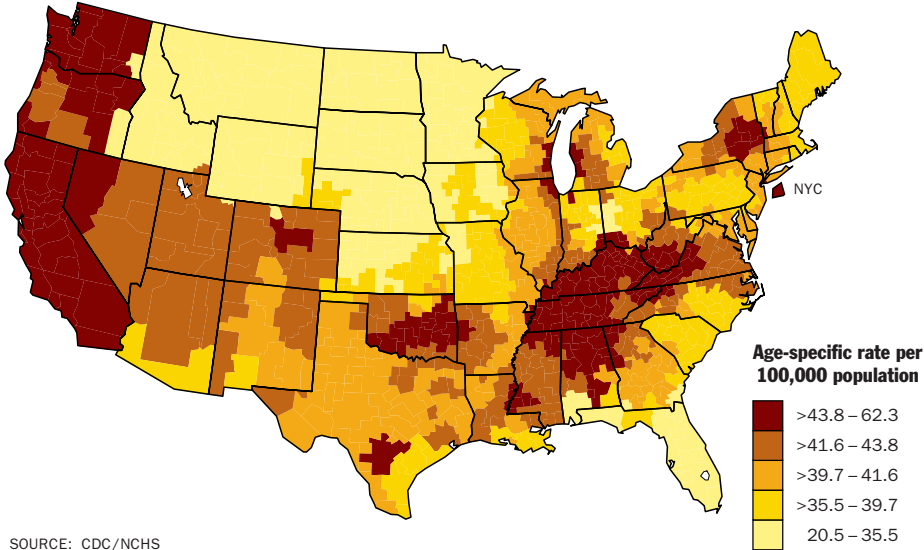 NYC
Age-specific rate per
100,000 population
>43.8 – 62.3
>41.6 – 43.8
>39.7 – 41.6
>35.5 – 39.7
20.5 – 35.5
SOURCE: CDC/NCHS